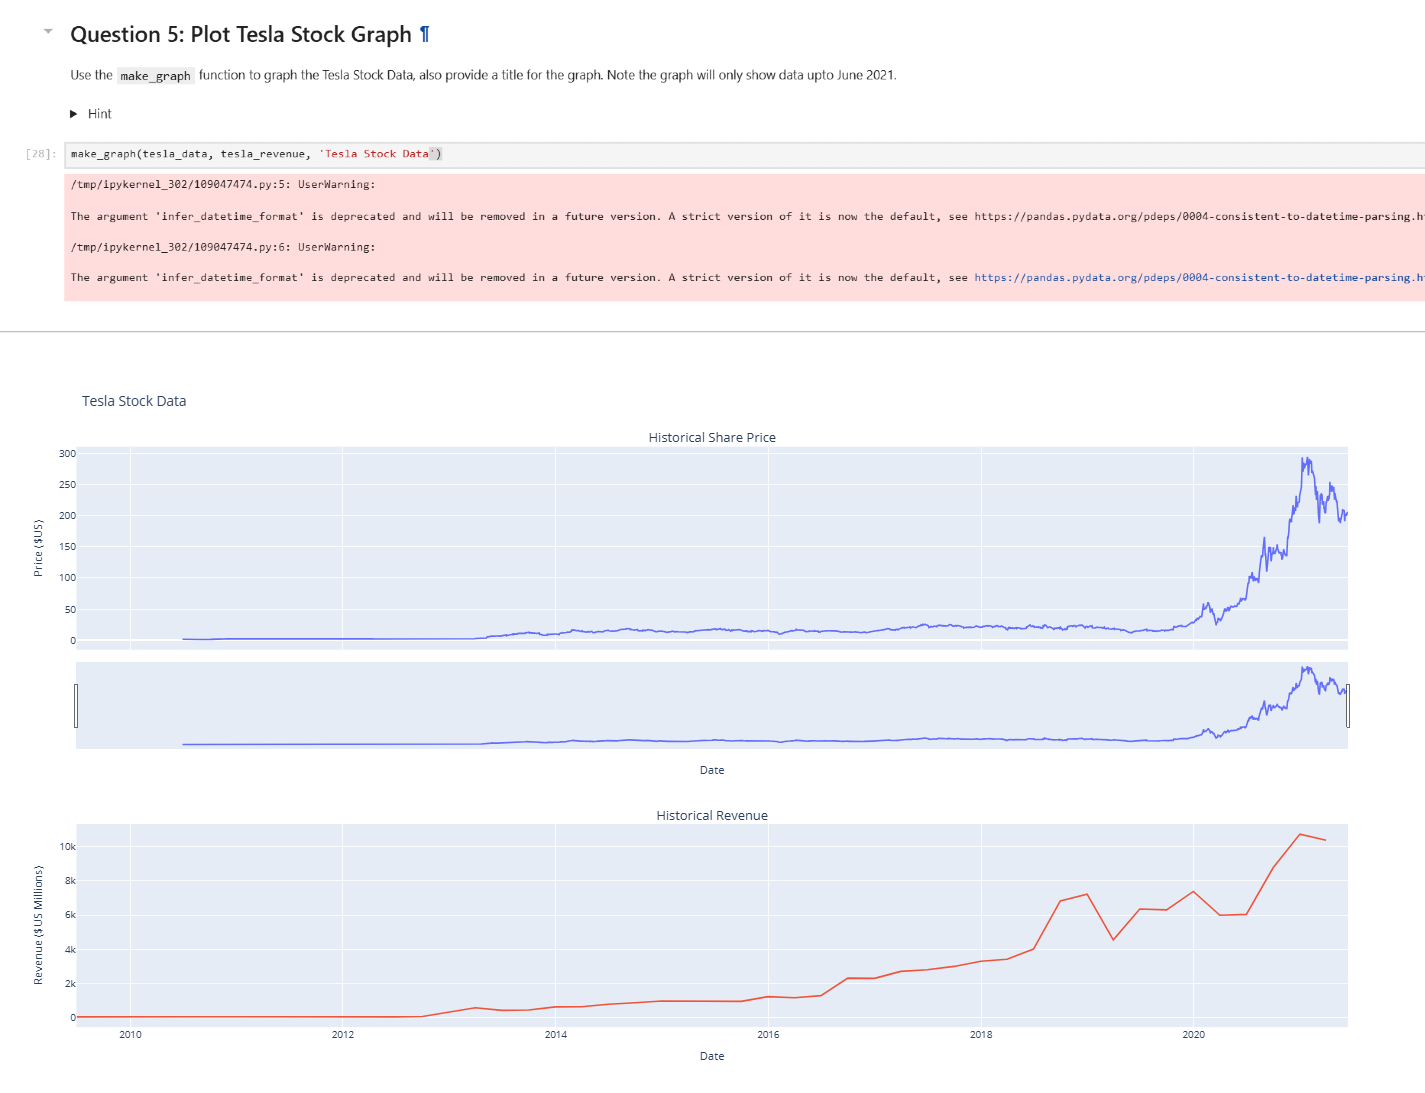 Question 5: Plot Tesla Stock Graph ¶
Use the make_graph function to graph the Tesla Stock Data, also provide a title for the graph. Note the graph will only show data upto June 2021.
Hint
[28]: make_graph(tesla_data, tesla_revenue, 'Tesla Stock Data')
/tmp/ipykernel_302/109047474.py:5: UserWarning:
The argument 'infer_datetime_format' is deprecated and will be removed in a future version. A strict version of it is now the default, see https://pandas.pydata.org/pdeps/0004-consistent-to-datetime-parsing.h
/tmp/ipykernel_302/109047474.py:6: UserWarning:
The argument 'infer_datetime_format' is deprecated and will be removed in a future version. A strict version of it is now the default, see https://pandas.pydata.org/pdeps/0004-consistent-to-datetime-parsing.h
Tesla Stock Data
Historical Share Price
Price ($US)
300
250
200
150
100
50
0
Date
Historical Revenue
Revenue ($US Millions)
10k
8k
6k
4k
2k
0
2010 2012 2014 2016 2018 2020
Date